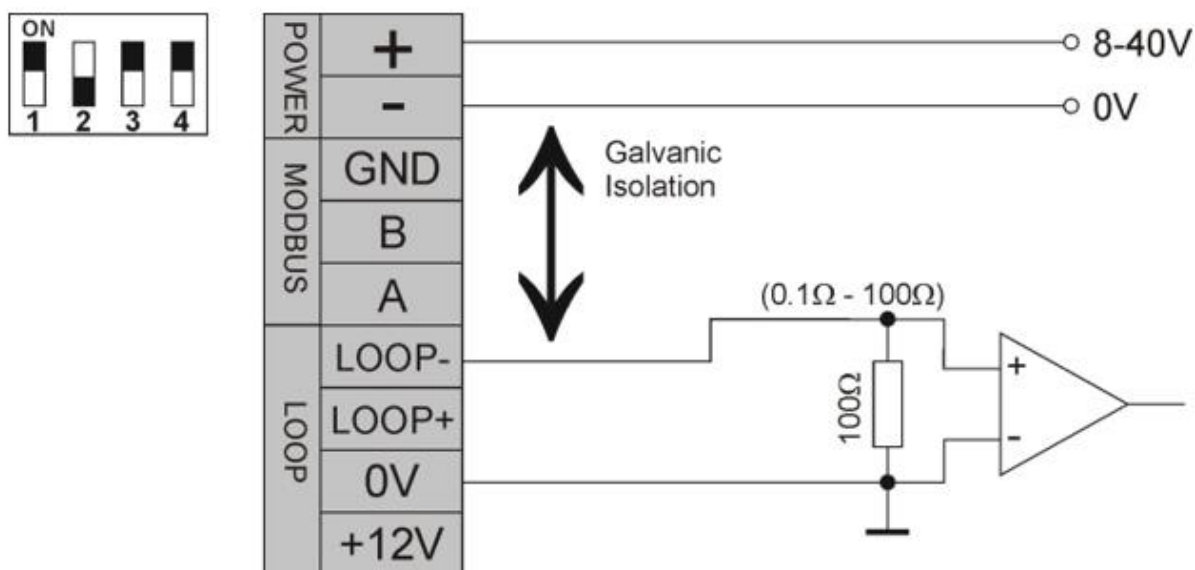 ON
1 2 3 4
POWER
+
-
MODBUS
GND
B
A
LOOP
LOOP-
LOOP+
0V
+12V
8-40V
0V
Galvanic
Isolation
(0.1Ω - 100Ω)
100Ω
+
-